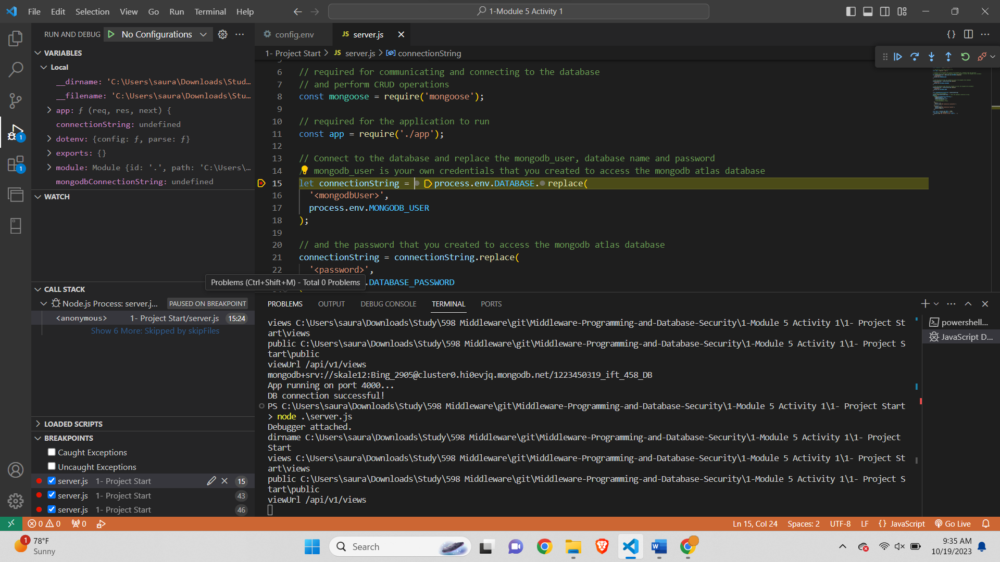 File Edit Selection View Go Run Terminal Help
1-Module 5 Activity 1
RUN AND DEBUG No Configurations
config.env
JS server.js
1- Project Start > JS server.js > connectionString
VARIABLES
Local
__dirname: 'C:\Users\saura\Downloads\Stud…
__filename: 'C:\Users\saura\Downloads\Stu…
app: ƒ (req, res, next) {
connectionString: undefined
dotenv: {config: ƒ, parse: ƒ}
exports: {}
module: Module {id: '.', path: 'C:\Users\…
mongodbConnectionString: undefined
WATCH
CALL STACK
Node.js Process: server.j… PAUSED ON BREAKPOINT
<anonymous> 1- Project Start/server.js 15:24
Show 6 More: Skipped by skipFiles
LOADED SCRIPTS
BREAKPOINTS
Caught Exceptions
Uncaught Exceptions
server.js 1- Project Start 15
server.js 1- Project Start 43
server.js 1- Project Start 46
1
1
6 // required for communicating and connecting to the database
7 // and perform CRUD operations
8 const mongoose = require('mongoose');
9
10 // required for the application to run
11 const app = require('./app');
12
13 // Connect to the database and replace the mongodb_user, database name and password
14 mongodb_user is your own credentials that you created to access the mongodb atlas database
15 let connectionString = process.env.DATABASE.replace(
16 '<mongodbUser>',
17 process.env.MONGODB_USER
18 );
19
20 // and the password that you created to access the mongodb atlas database
21 connectionString = connectionString.replace(
22 '<password>',
.DATABASE_PASSWORD
Problems (Ctrl+Shift+M) - Total 0 Problems
PROBLEMS OUTPUT DEBUG CONSOLE TERMINAL PORTS
views C:\Users\saura\Downloads\Study\598 Middleware\git\Middleware-Programming-and-Database-Security\1-Module 5 Activity 1\1- Project St
art\views
public C:\Users\saura\Downloads\Study\598 Middleware\git\Middleware-Programming-and-Database-Security\1-Module 5 Activity 1\1- Project S
tart\public
viewUrl /api/v1/views
mongodb+srv://skale12:Bing_2905@cluster0.hi0evjq.mongodb.net/1223450319_ift_458_DB
App running on port 4000...
DB connection successful!
PS C:\Users\saura\Downloads\Study\598 Middleware\git\Middleware-Programming-and-Database-Security\1-Module 5 Activity 1\1- Project Start
> node .\server.js
Debugger attached.
dirname C:\Users\saura\Downloads\Study\598 Middleware\git\Middleware-Programming-and-Database-Security\1-Module 5 Activity 1\1- Project
Start
views C:\Users\saura\Downloads\Study\598 Middleware\git\Middleware-Programming-and-Database-Security\1-Module 5 Activity 1\1- Project St
art\views
public C:\Users\saura\Downloads\Study\598 Middleware\git\Middleware-Programming-and-Database-Security\1-Module 5 Activity 1\1- Project S
tart\public
viewUrl /api/v1/views
powershell...
JavaScript D...
0 0 0
Ln 15, Col 24 Spaces: 2 UTF-8 LF {} JavaScript Go Live
1
78°F
Sunny
Search
9:35 AM
10/19/2023